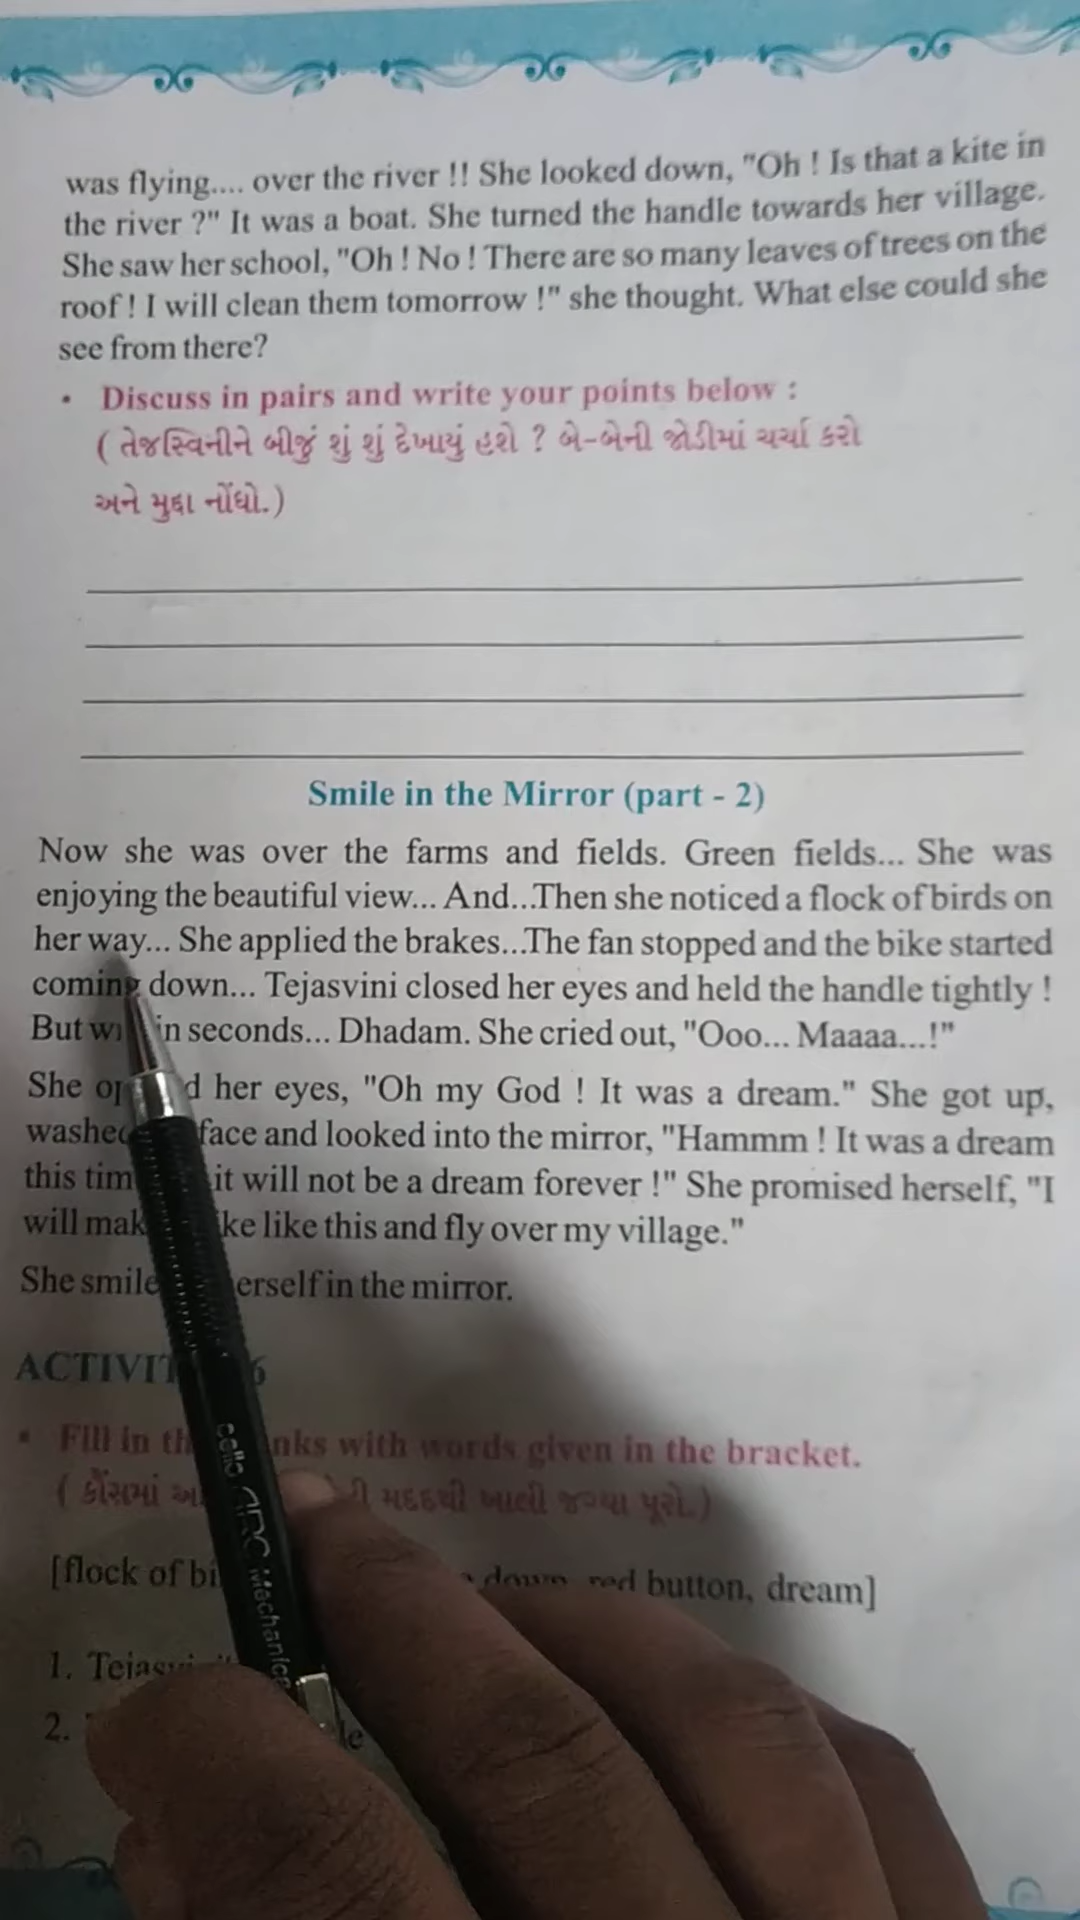 was flying.... over the river !! She looked down, "Oh ! Is that a kite in
the river ?" It was a boat. She turned the handle towards her village.
She saw her school, "Oh ! No ! There are so many leaves of trees on the
roof ! I will clean them tomorrow !" she thought. What else could she
see from there?
• Discuss in pairs and write your points below :
( તેજસ્વિનીને બીજું શું શું દેખાયું હશે ? બે-બેની જોડીમાં ચર્ચા કરો
અને મુદ્દા નોંધો.)
Smile in the Mirror (part - 2)
Now she was over the farms and fields. Green fields... She was
enjoying the beautiful view... And...Then she noticed a flock of birds on
her way... She applied the brakes...The fan stopped and the bike started
coming down... Tejasvini closed her eyes and held the handle tightly !
But in seconds... Dhadam. She cried out, "Ooo... Maaaa...!"
She her eyes, "Oh my God ! It was a dream." She got up,
washed face and looked into the mirror, "Hammm ! It was a dream
this it will not be a dream forever !" She promised herself, "I
will like this and fly over my village."
She in the mirror.
6
• Fill in with words given in the bracket.
( કૌંસમાં મદદથી ખાલી જગ્યા પૂરો.)
[flock of down, red button, dream]
1.
2.
cello ARC Mechanica